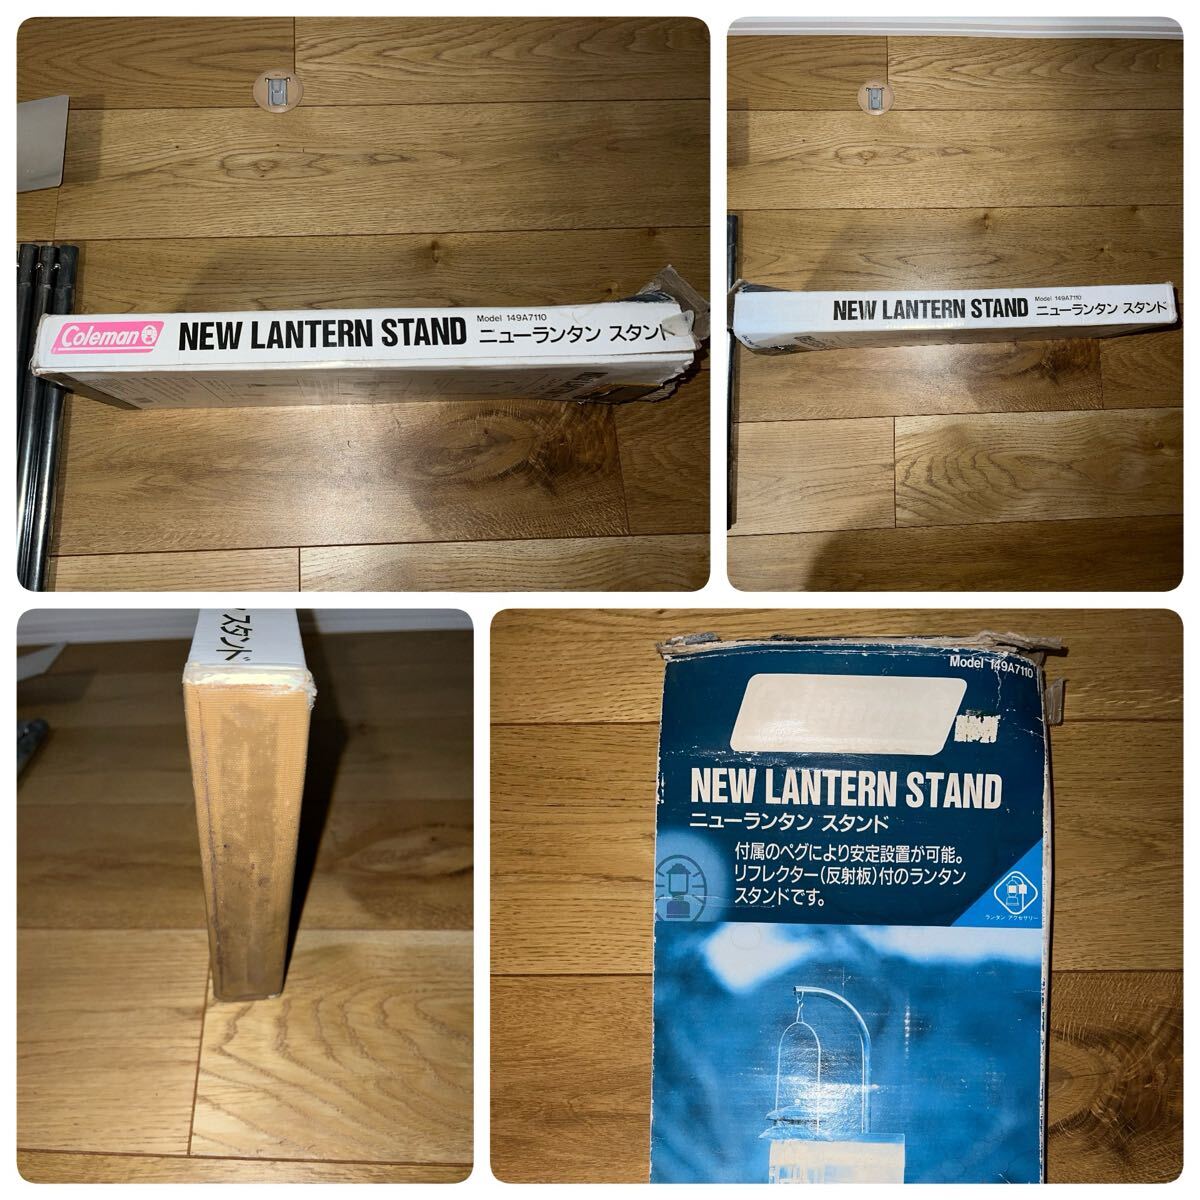 Coleman
NEW LANTERN STAND
Model 149A7110
ニューランタン スタンド
NEW LANTERN STAND
Model 149A7110
ニューランタン スタンド
スタンド
Model 149A7110
NEW LANTERN STAND
ニューランタン スタンド
付属のペグにより安定設置が可能。
リフレクター(反射板)付のランタン
スタンドです。
ランタン アクセサリー